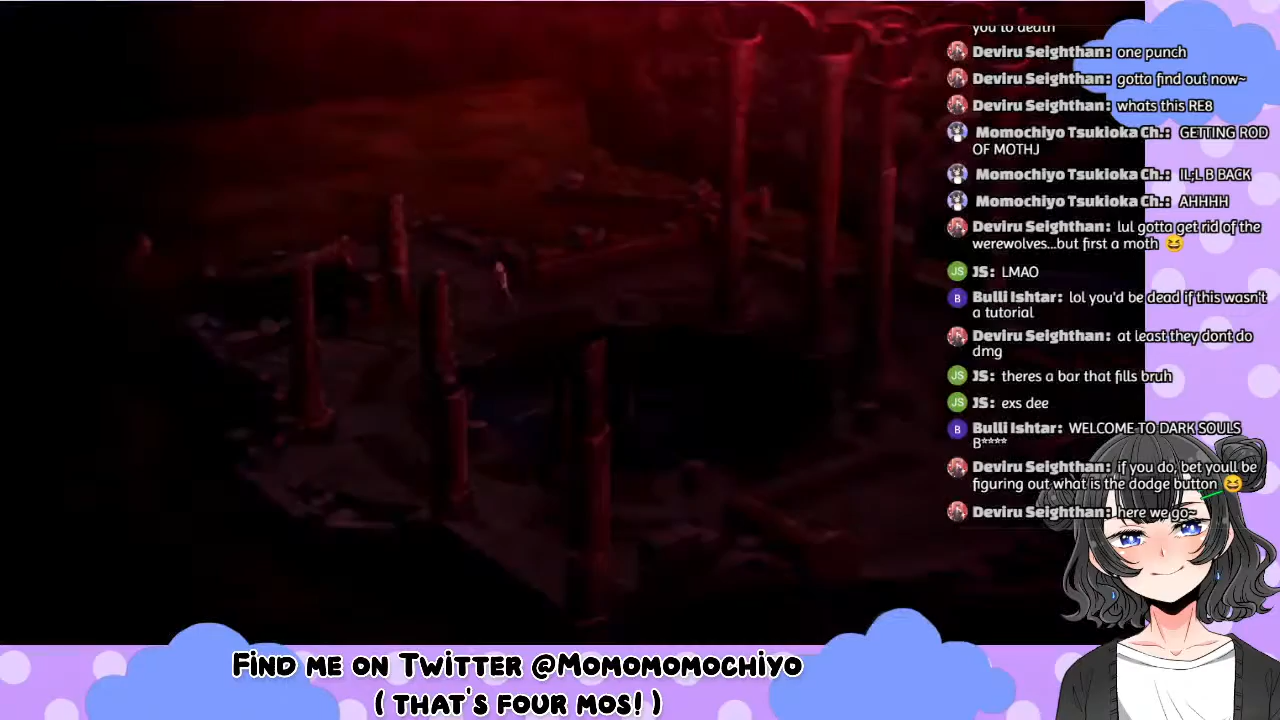 you to death
Deviru Seighthan: one punch
Deviru Seighthan: gotta find out now~
Deviru Seighthan: whats this RE8
Momochiyo Tsukioka Ch.: GETTING ROD
OF MOTHJ
Momochiyo Tsukioka Ch.: IL;L B BACK
Momochiyo Tsukioka Ch.: AHHHH
Deviru Seighthan: lul gotta get rid of the
werewolves...but first a moth 😆
JS JS: LMAO
B Bulli Ishtar: lol you'd be dead if this wasn't
a tutorial
Deviru Seighthan: at least they dont do
dmg
JS JS: theres a bar that fills bruh
JS JS: exs dee
B Bulli Ishtar: WELCOME TO DARK SOULS
B****
Deviru Seighthan: if you do, bet youll be
figuring out what is the dodge button 😆
Deviru Seighthan: here we go~
Find me on Twitter @Momomomochiyo
( that's four mos! )